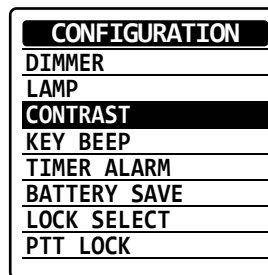 CONFIGURATION
DIMMER
LAMP
CONTRAST
KEY BEEP
TIMER ALARM
BATTERY SAVE
LOCK SELECT
PTT LOCK